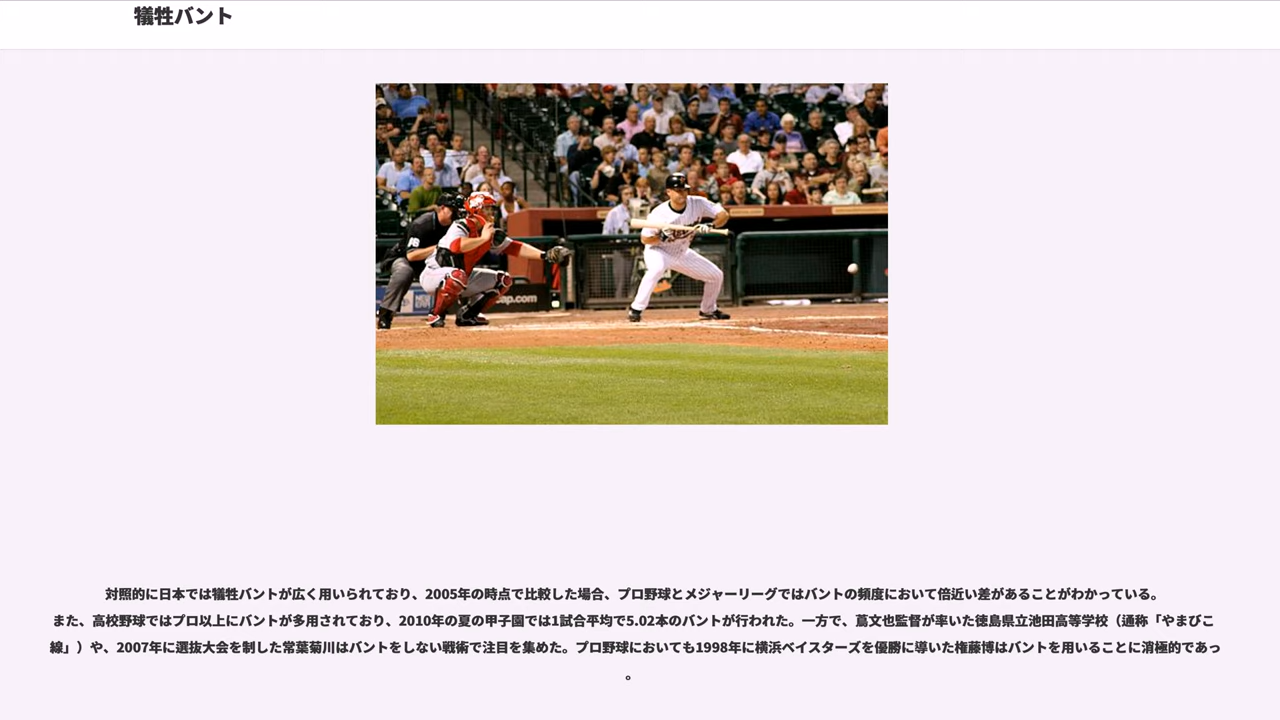 犠牲バント
16
ap.com
対照的に日本では犠牲バントが広く用いられており、2005年の時点で比較した場合、プロ野球とメジャーリーグではバントの頻度において倍近い差があることがわかっている。
また、高校野球ではプロ以上にバントが多用されており、2010年の夏の甲子園では1試合平均で5.02本のバントが行われた。一方で、蔦文也監督が率いた徳島県立池田高等学校（通称「やまびこ
線」）や、2007年に選抜大会を制した常葉菊川はバントをしない戦術で注目を集めた。プロ野球においても1998年に横浜ベイスターズを優勝に導いた権藤博はバントを用いることに消極的であっ
。